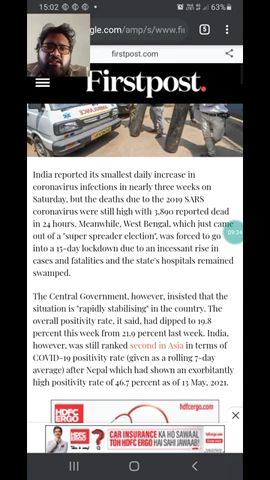 15:02
63%
gle.com/amp/s/www.fi
5
firstpost.com
Firstpost.
AMBULANCE
India reported its smallest daily increase in
coronavirus infections in nearly three weeks on
Saturday, but the deaths due to the 2019 SARS
coronavirus were still high with 3,890 reported dead
in 24 hours. Meanwhile, West Bengal, which just came
out of a "super spreader election", was forced to go
09:34
into a 15-day lockdown due to an incessant rise in
cases and fatalities and the state's hospitals remained
swamped.
The Central Government, however, insisted that the
situation is "rapidly stabilising" in the country. The
overall positivity rate, it said, had dipped to 19.8
percent this week from 21.9 percent last week. India,
however, was still ranked second in Asia in terms of
COVID-19 positivity rate (given as a rolling 7-day
average) after Nepal which had shown an exorbitantly
high positivity rate of 46.7 percent as of 13 May, 2021.
HDFC
ERGO
hdfcergo.com
HDFC
ERGO
CAR INSURANCE KA HO SAWAAL
TOH HDFC ERGO HAI SAHI JAWAAB!